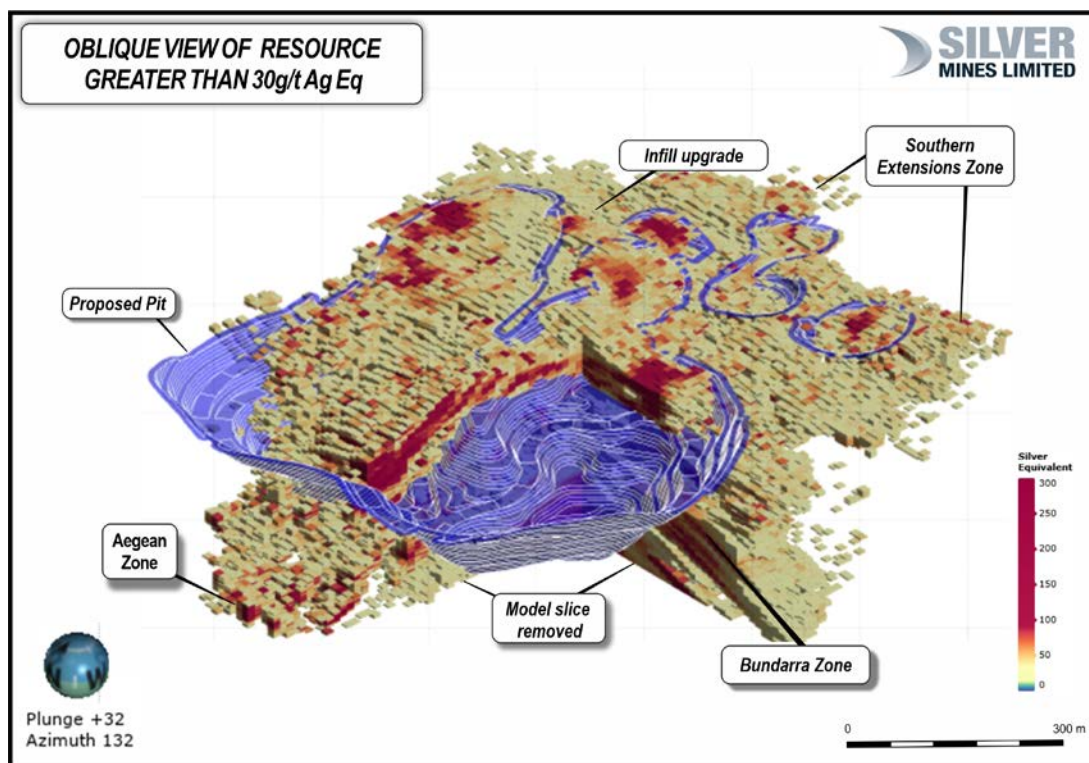 OBLIQUE VIEW OF RESOURCE
GREATER THAN 30g/t Ag Eq
SILVER
MINES LIMITED
Infill upgrade
Southern
Extensions Zone
Proposed Pit
Silver
Equivalent
300
250
200
150
100
50
0
Aegean
Zone
Model slice
removed
Bundarra Zone
Plunge +32
Azimuth 132
0
300 m